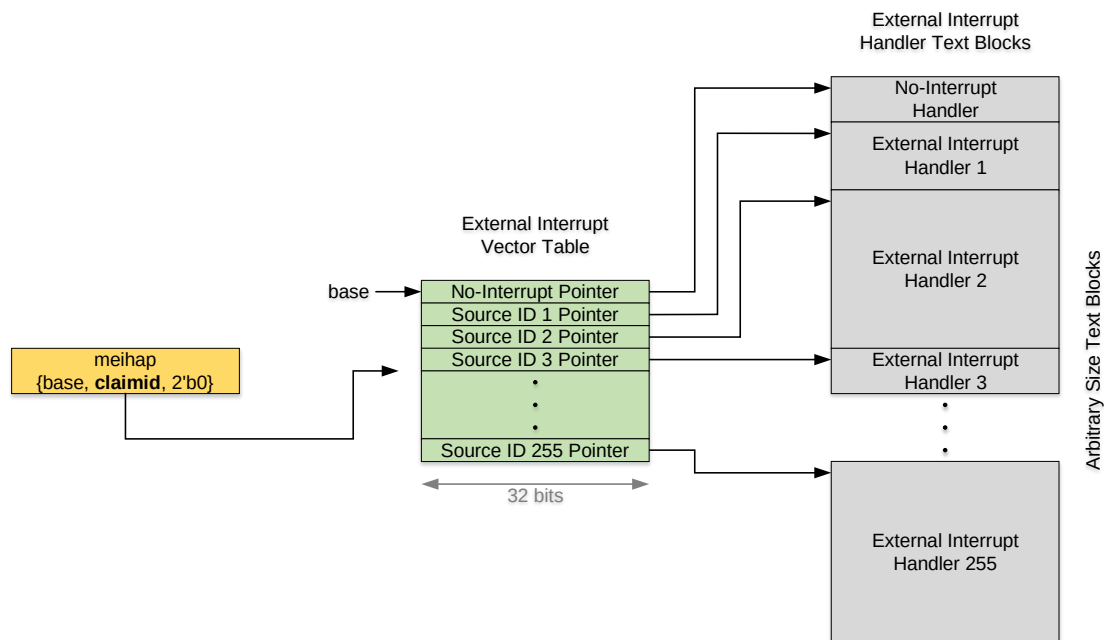 External Interrupt
Handler Text Blocks
No-Interrupt
Handler
External Interrupt
Handler 1
External Interrupt
Handler 2
External Interrupt
Handler 3
External Interrupt
Handler 255
Arbitrary Size Text Blocks
External Interrupt
Vector Table
base
No-Interrupt Pointer
Source ID 1 Pointer
Source ID 2 Pointer
Source ID 3 Pointer
Source ID 255 Pointer
32 bits
meihap
{base, claimid, 2'b0}